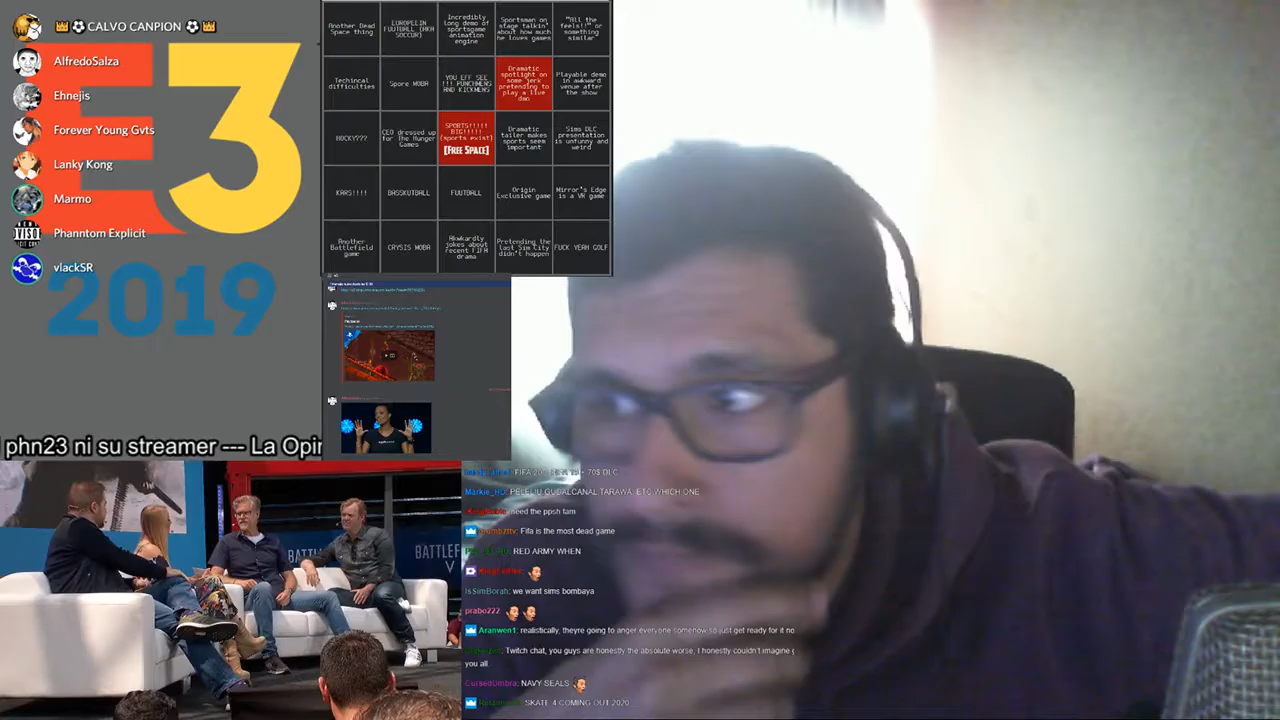 👑 ⚽ CALVO CANPION ⚽ 👑
AlfredoSalza
Ehnejis
Forever Young Gvts
Lanky Kong
Marmo
Phanntom Explicit
vlackSR
E3
2019
phn23 ni su streamer --- La Opin
Another Dead
Space thing
EUROPEIN
FUUTBALL (AKA
SOCCUR)
Incredibly
long demo of
sportsgame
animation
engine
Sportsman on
stage talkin'
about how much
he loves games
"All the
feels!!" or
something
similar
Techincal
difficulties
Spore MOBA
YOU EFF SEE
!!! PUNCHMENS
AND KICKMENS
Dramatic
spotlight on
some jerk
pretending to
play a live
dmo
Playable demo
in awkward
venue after
the show
HOCKY???
CEO dressed up
for The Hunger
Games
SPORTS!!!!!
BIG!!!!!
(sports exist)
[FREE SPACE]
Dramatic
tailer makes
sports seem
important
Sims DLC
presentation
is unfunny and
weird
KARS!!!!
BASSKUTBALL
FUUTBALL
Origin
Exclusive game
Mirror's Edge
is a VR game
Another
Battlefield
game
CRYSIS MOBA
Akwkardly
jokes about
recent FIFA
drama
Pretending the
last Sim City
didn't happen
FUCK YEAH GOLF
BATTLEFIELD
V
Markie_HD: PELELIU GUDALCANAL TARAWA, ETC WHICH ONE
need the ppsh fam
Fifa is the most dead game
RED ARMY WHEN
IsSimBorah: we want sims bombaya
prabo222
Aranwen1: realistically, theyre going to anger everyone somehow so just get ready for it no
Twitch chat, you guys are honestly the absolute worse, I honestly couldn't imagine
you all.
CursedUmbra: NAVY SEALS
SKATE 4 COMING OUT 2020